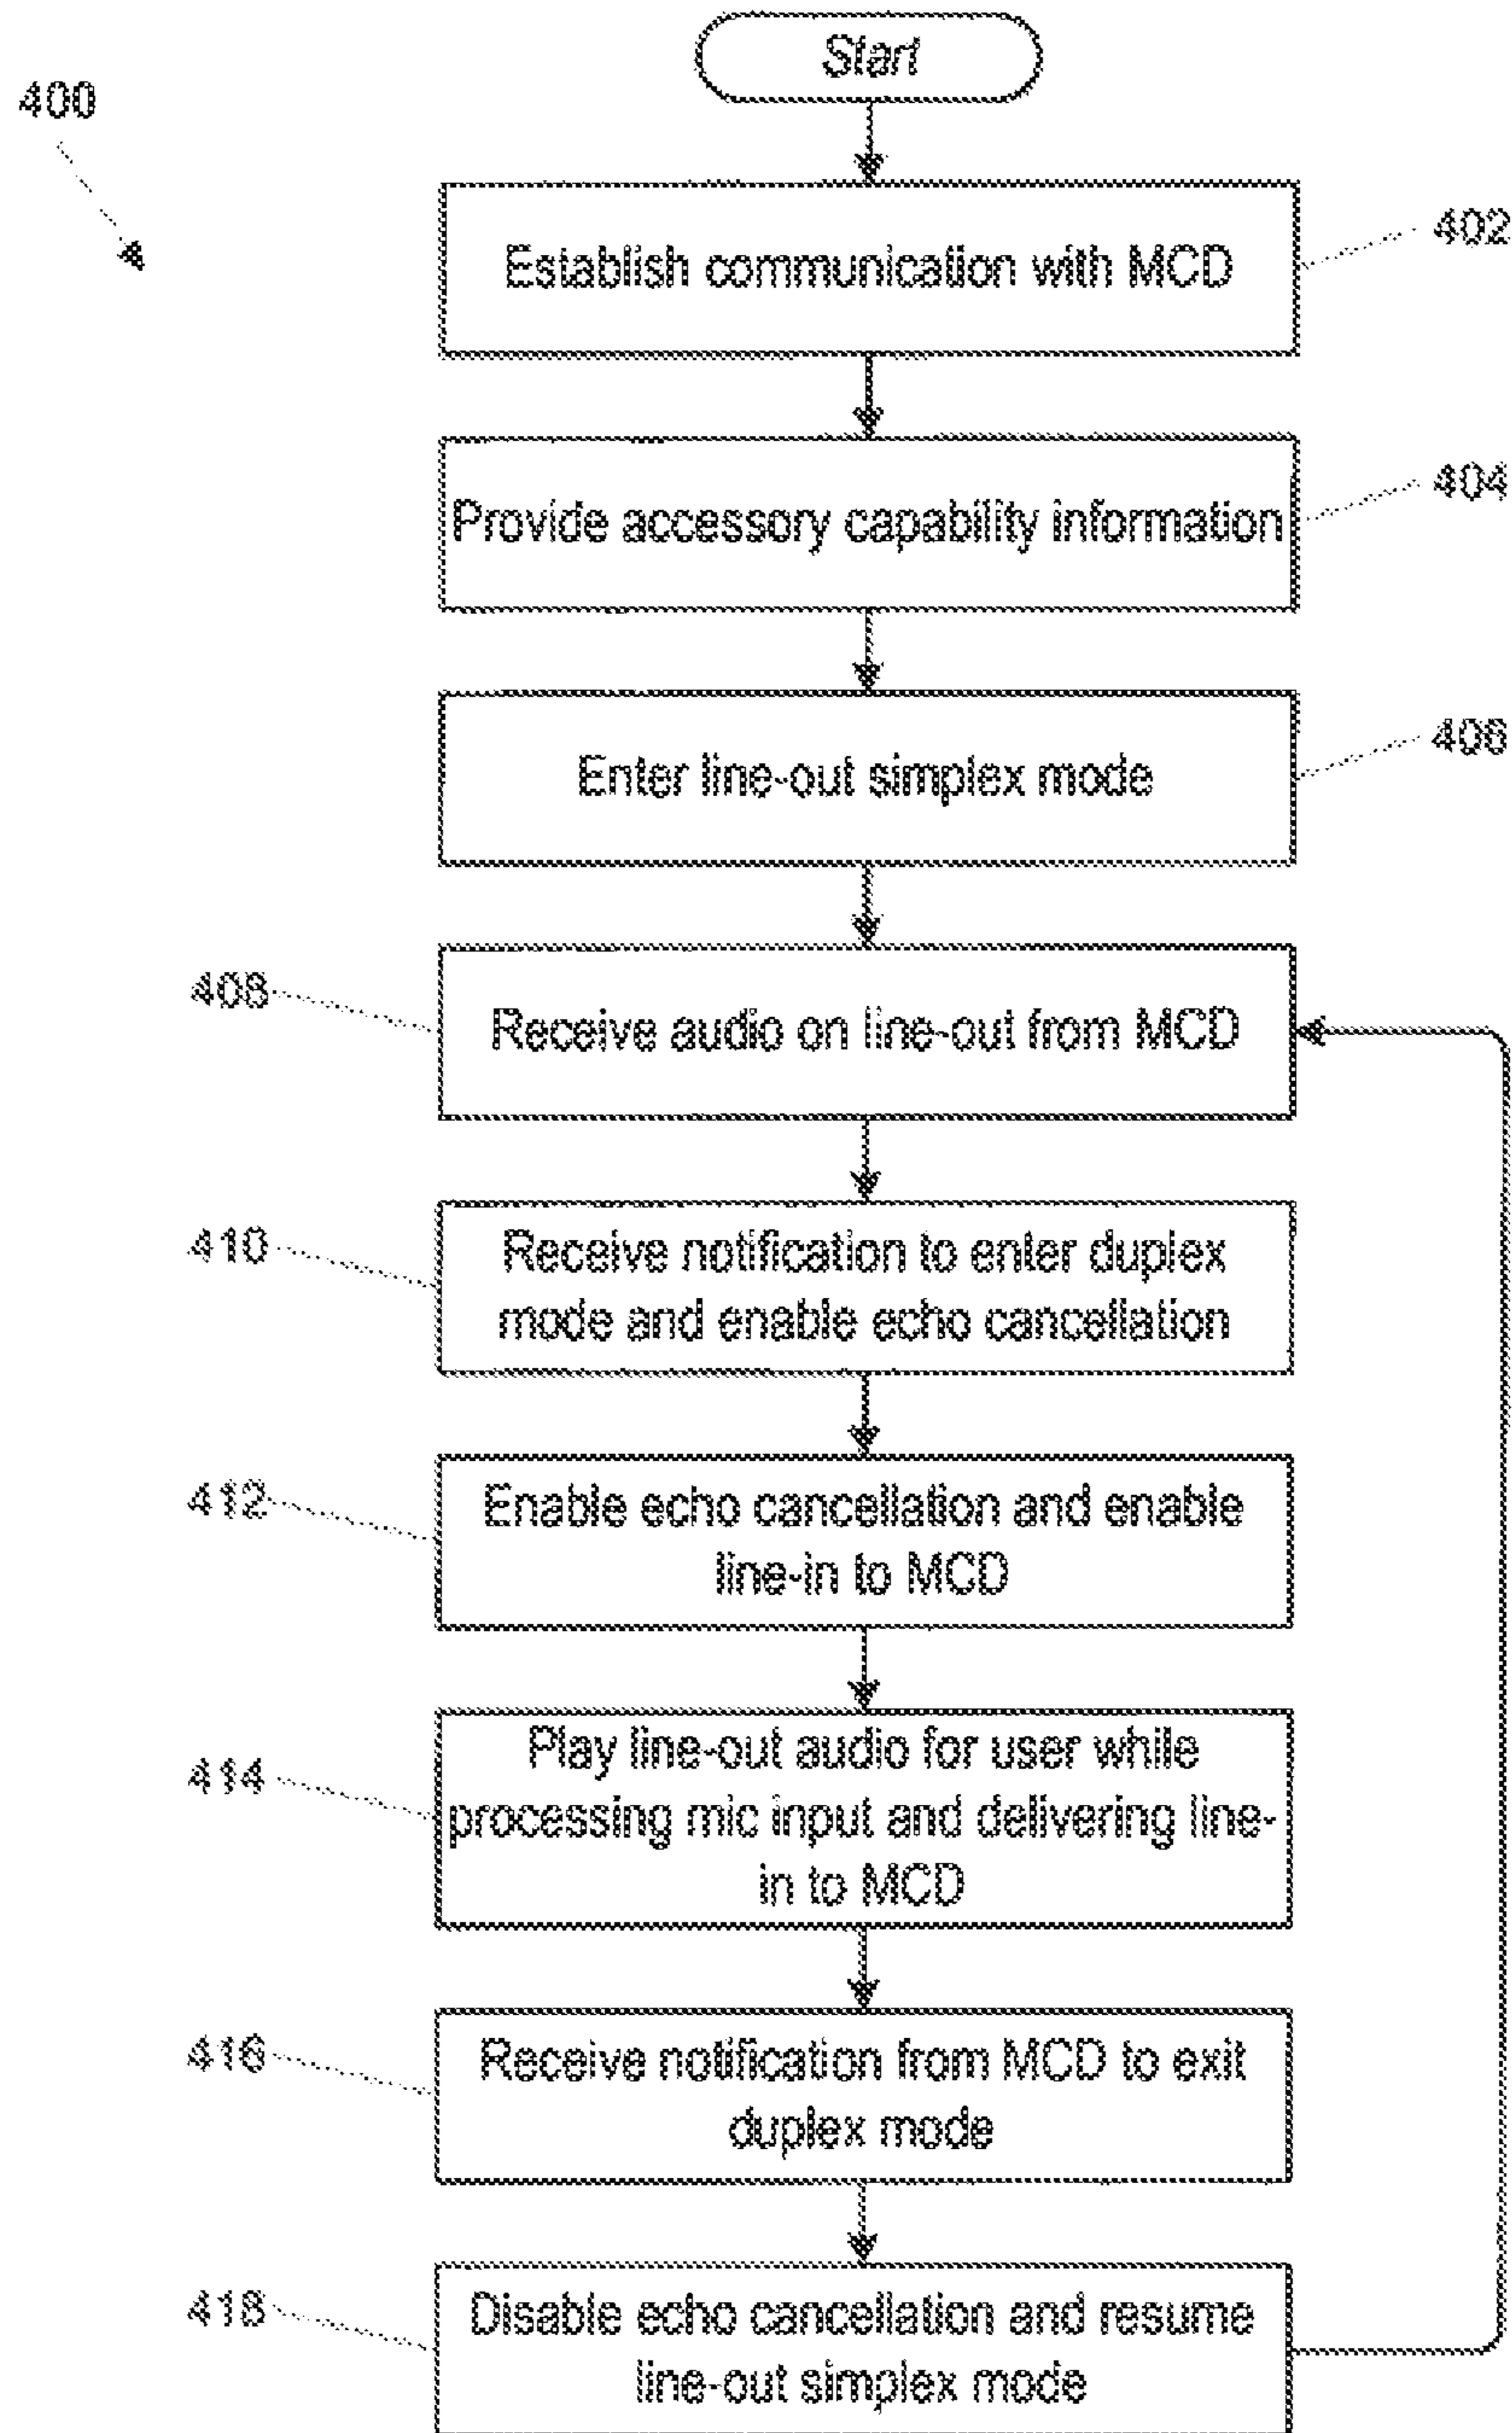 Start
400
Establish communication with MCD
402
Provide accessory capability information
404
Enter line-out simplex mode
406
408
Receive audio on line-out from MCD
410
Receive notification to enter duplex
mode and enable echo cancellation
412
Enable echo cancellation and enable
line-in to MCD
414
Play line-out audio for user while
processing mic input and delivering line-
in to MCD
416
Receive notification from MCD to exit
duplex mode
418
Disable echo cancellation and resume
line-out simplex mode